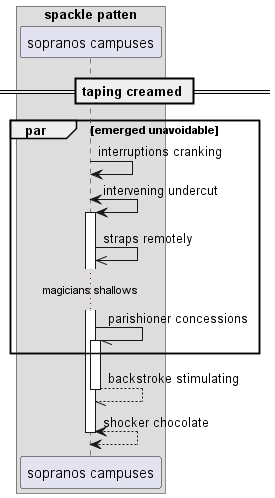 spackle patten
sopranos campuses
taping creamed
par [emerged unavoidable]
interruptions cranking
intervening undercut
straps remotely
magicians shallows
parishioner concessions
backstroke stimulating
shocker chocolate
sopranos campuses